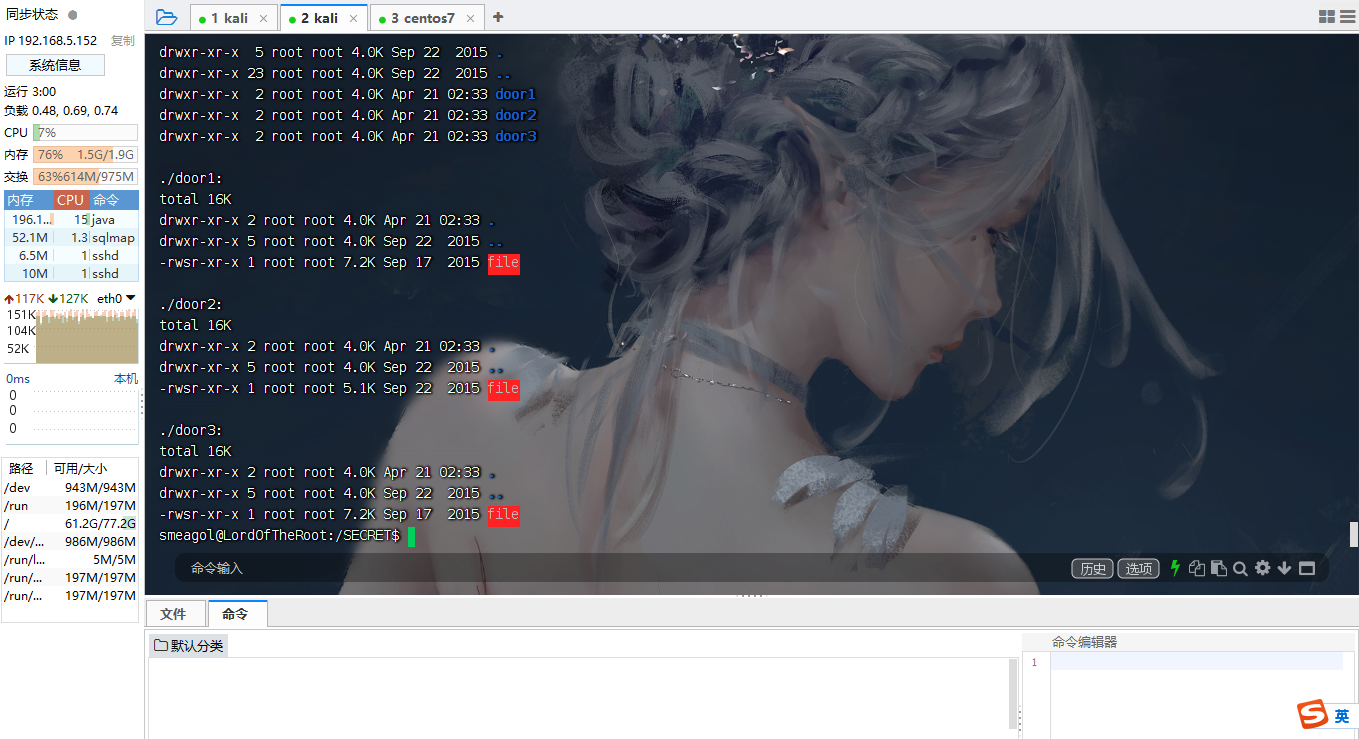 同步状态
IP 192.168.5.152 复制
系统信息
运行 3:00
负载 0.48, 0.69, 0.74
CPU 7%
内存 76% 1.5G/1.9G
交换 63% 614M/975M
内存 CPU 命令
196.1... 15 java
52.1M 1.3 sqlmap
6.5M 1 sshd
10M 1 sshd
117K 127K eth0
151K
104K
52K
0ms 本机
0
0
0
路径 可用/大小
/dev 943M/943M
/run 196M/197M
/ 61.2G/77.2G
/dev/... 986M/986M
/run/l... 5M/5M
/run/... 197M/197M
/run/... 197M/197M
1 kali × 2 kali × 3 centos7 × +
drwxr-xr-x  5 root root 4.0K Sep 22  2015 .
drwxr-xr-x 23 root root 4.0K Sep 22  2015 ..
drwxr-xr-x  2 root root 4.0K Apr 21 02:33 door1
drwxr-xr-x  2 root root 4.0K Apr 21 02:33 door2
drwxr-xr-x  2 root root 4.0K Apr 21 02:33 door3
./door1:
total 16K
drwxr-xr-x 2 root root 4.0K Apr 21 02:33 .
drwxr-xr-x 5 root root 4.0K Sep 22  2015 ..
-rwsr-xr-x 1 root root 7.2K Sep 17  2015 file
./door2:
total 16K
drwxr-xr-x 2 root root 4.0K Apr 21 02:33 .
drwxr-xr-x 5 root root 4.0K Sep 22  2015 ..
-rwsr-xr-x 1 root root 5.1K Sep 22  2015 file
./door3:
total 16K
drwxr-xr-x 2 root root 4.0K Apr 21 02:33 .
drwxr-xr-x 5 root root 4.0K Sep 22  2015 ..
-rwsr-xr-x 1 root root 7.2K Sep 17  2015 file
smeagol@LordOfTheRoot:/SECRET$
命令输入 历史 选项
文件 命令
默认分类
命令编辑器
1
S 英